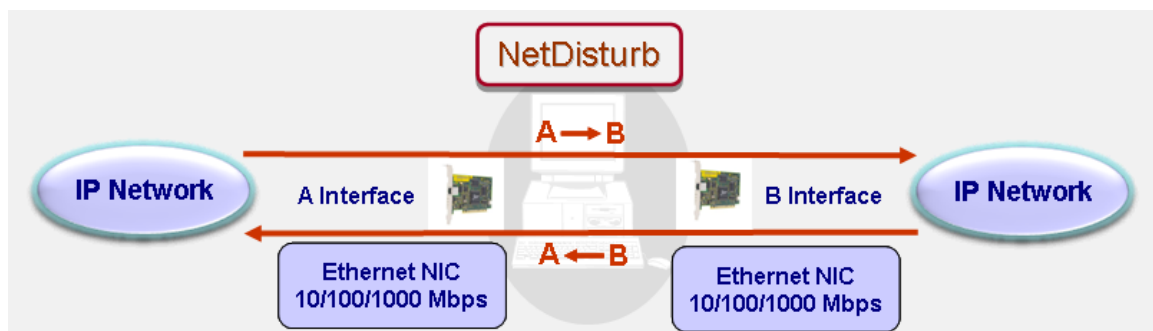 NetDisturb
A → B
IP Network
A Interface
B Interface
IP Network
A ← B
Ethernet NIC
10/100/1000 Mbps
Ethernet NIC
10/100/1000 Mbps